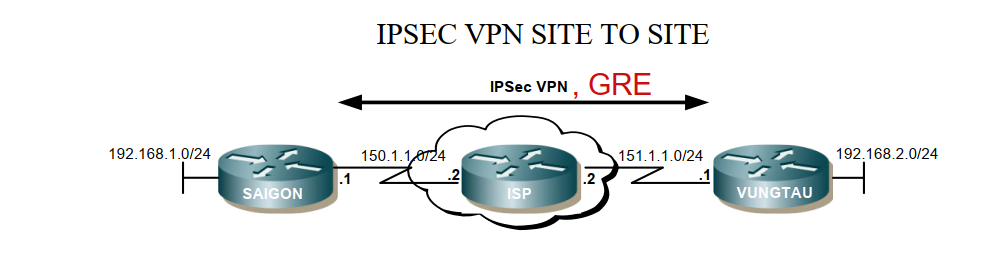 IPSEC VPN SITE TO SITE
IPSec VPN , GRE
192.168.1.0/24
150.1.1.0/24
151.1.1.0/24
192.168.2.0/24
SAIGON
.1
.2
ISP
.2
.1
VUNGTAU